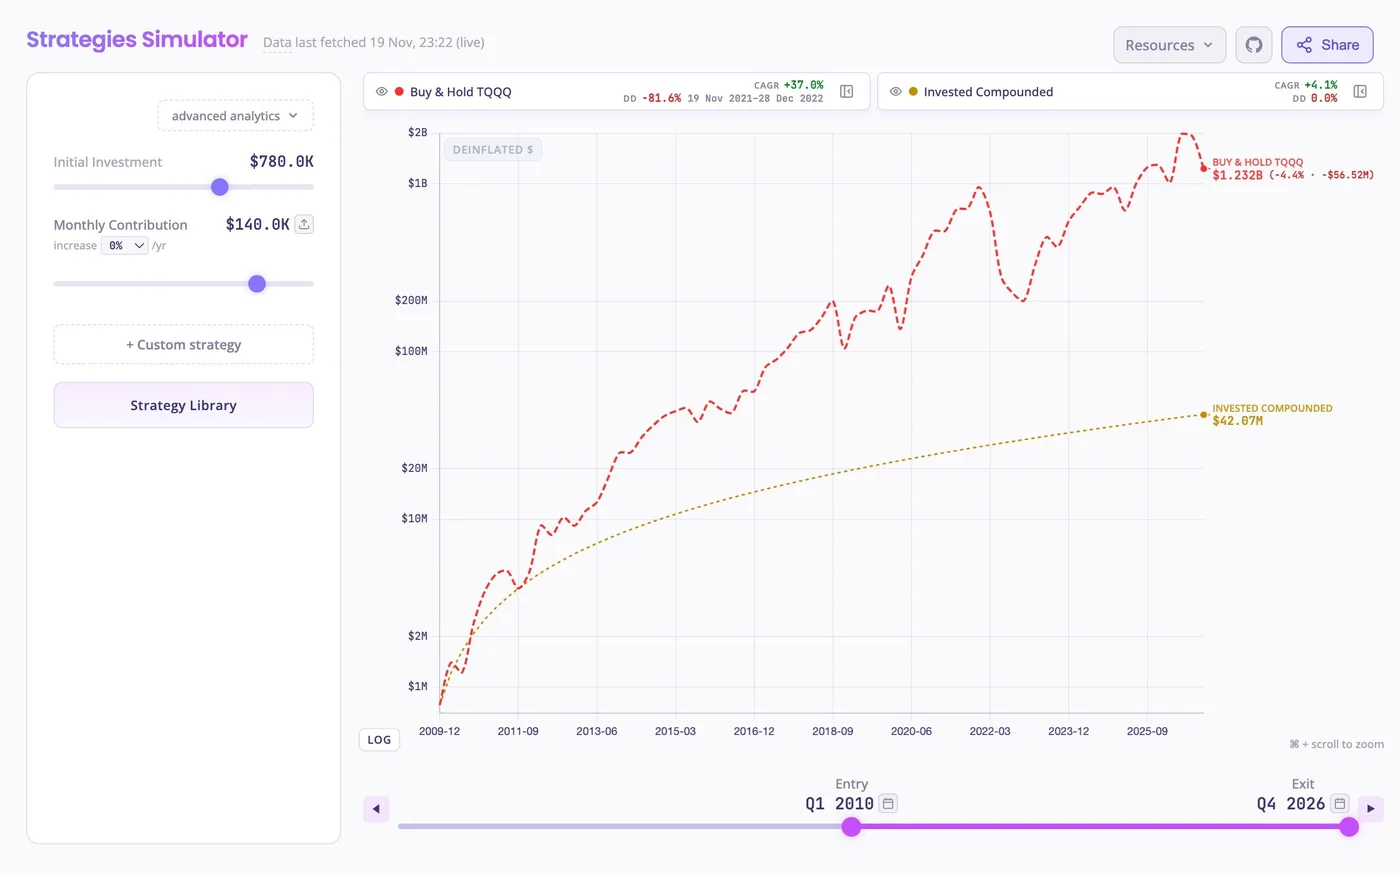 Strategies Simulator
Data last fetched 19 Nov, 23:22 (live)
Resources
Share
advanced analytics
Initial Investment $780.0K
Monthly Contribution $140.0K
increase 0% /yr
+ Custom strategy
Strategy Library
Buy & Hold TQQQ
CAGR +37.0%
DD -81.6% 19 Nov 2021–28 Dec 2022
Invested Compounded
CAGR +4.1%
DD 0.0%
DEINFLATED $
$2B
$1B
$200M
$100M
$20M
$10M
$2M
$1M
BUY & HOLD TQQQ
$1.232B (-4.4% · -$56.52M)
INVESTED COMPOUNDED
$42.07M
2009-12 2011-09 2013-06 2015-03 2016-12 2018-09 2020-06 2022-03 2023-12 2025-09
LOG
⌘ + scroll to zoom
Entry
Q1 2010
Exit
Q4 2026